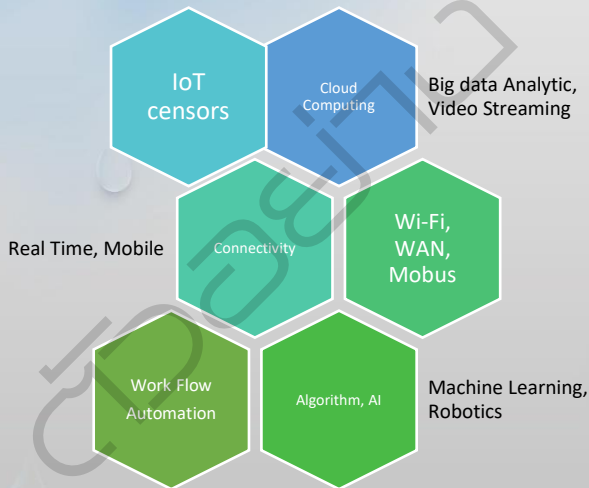 IoT
censors
Cloud
Computing
Big data Analytic,
Video Streaming
Real Time, Mobile
Connectivity
Wi-Fi,
WAN,
Mobus
Work Flow
Automation
Algorithm, AI
Machine Learning,
Robotics